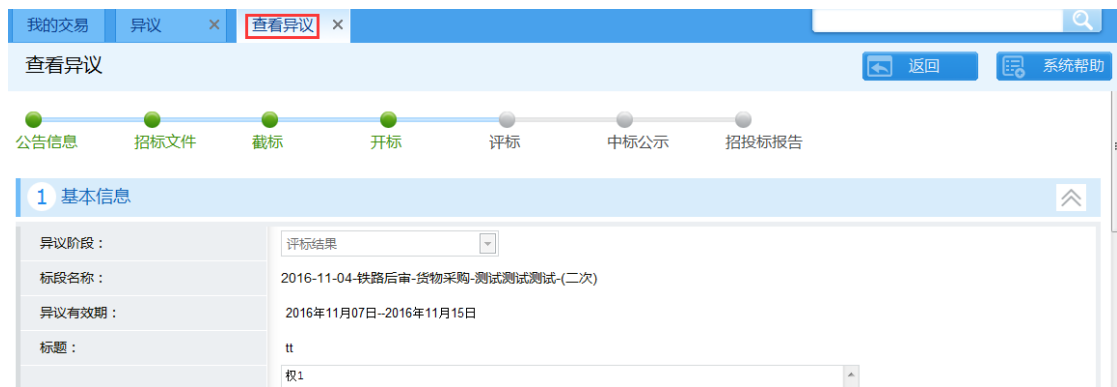 我的交易 异议 查看异议
查看异议 返回 系统帮助
公告信息 招标文件 截标 开标 评标 中标公示 招投标报告
1 基本信息
异议阶段： 评标结果
标段名称： 2016-11-04-铁路后审-货物采购-测试测试测试-(二次)
异议有效期： 2016年11月07日--2016年11月15日
标题： tt
权1